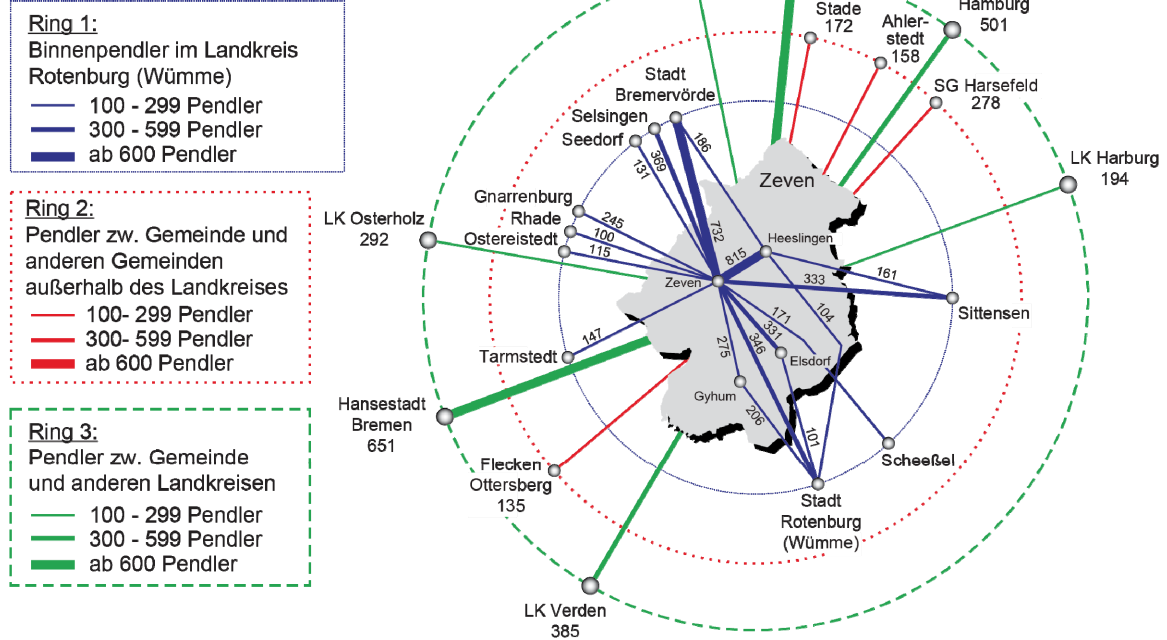 Ring 1:
Binnenpendler im Landkreis
Rotenburg (Wümme)
100 - 299 Pendler
300 - 599 Pendler
ab 600 Pendler
Ring 2:
Pendler zw. Gemeinde und
anderen Gemeinden
außerhalb des Landkreises
100- 299 Pendler
300- 599 Pendler
ab 600 Pendler
Ring 3:
Pendler zw. Gemeinde
und anderen Landkreisen
100 - 299 Pendler
300 - 599 Pendler
ab 600 Pendler
Stade
172
Ahler-
stedt
158
Hamburg
501
SG Harsefeld
278
LK Harburg
194
Stadt
Bremervörde
Selsingen
Seedorf
Gnarrenburg
Rhade
Ostereistedt
LK Osterholz
292
Tarmstedt
Hansestadt
Bremen
651
Flecken
Ottersberg
135
LK Verden
385
Stadt
Rotenburg
(Wümme)
Scheeßel
Sittensen
Zeven
Heeslingen
Zeven
Elsdorf
Gyhum
186
369
131
732
245
100
115
815
161
333
147
171
104
331
346
275
206
101